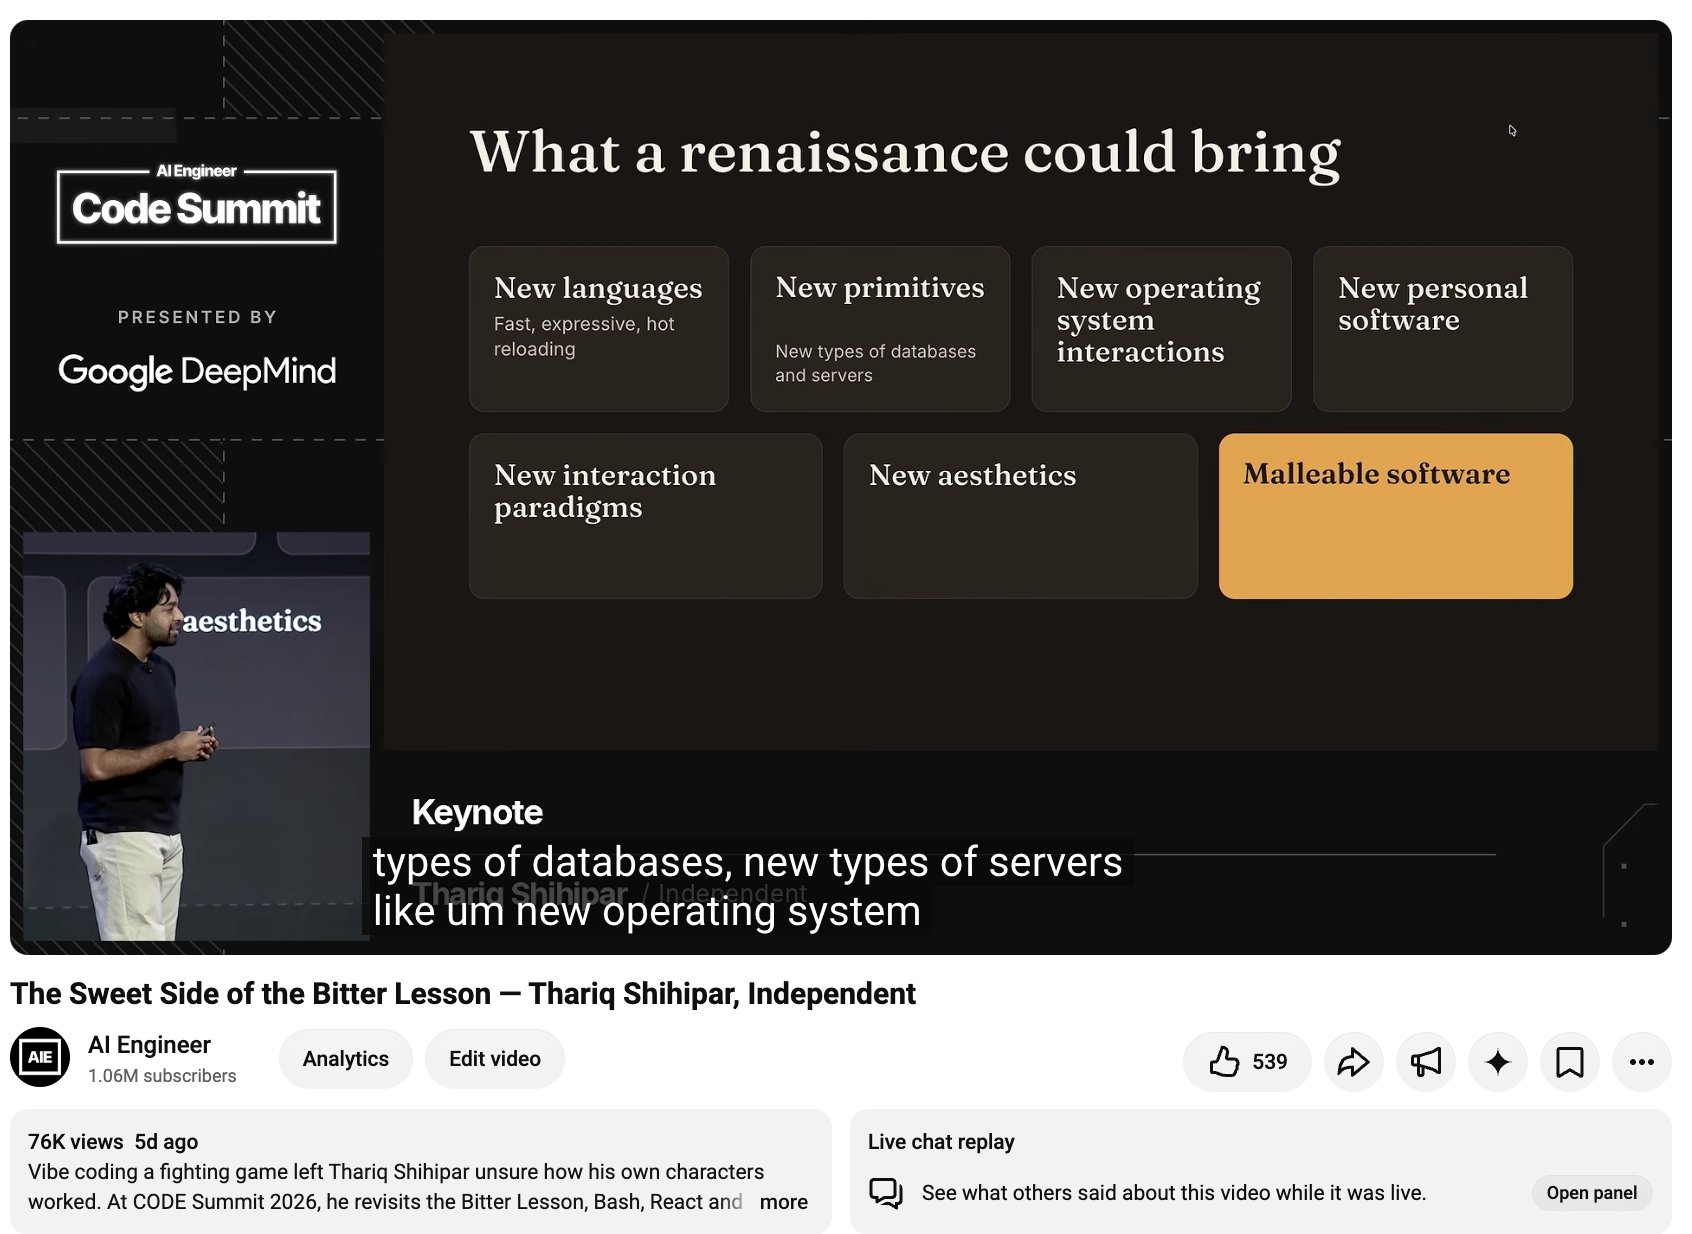 AI Engineer
Code Summit
PRESENTED BY
Google DeepMind
What a renaissance could bring
New languages
Fast, expressive, hot
reloading
New primitives
New types of databases
and servers
New operating
system
interactions
New personal
software
New interaction
paradigms
New aesthetics
Malleable software
aesthetics
Keynote
Thariq Shihipar / Independent
types of databases, new types of servers
like um new operating system
The Sweet Side of the Bitter Lesson — Thariq Shihipar, Independent
AIE
AI Engineer
1.06M subscribers
Analytics
Edit video
539
76K views 5d ago
Vibe coding a fighting game left Thariq Shihipar unsure how his own characters
worked. At CODE Summit 2026, he revisits the Bitter Lesson, Bash, React and more
Live chat replay
See what others said about this video while it was live.
Open panel